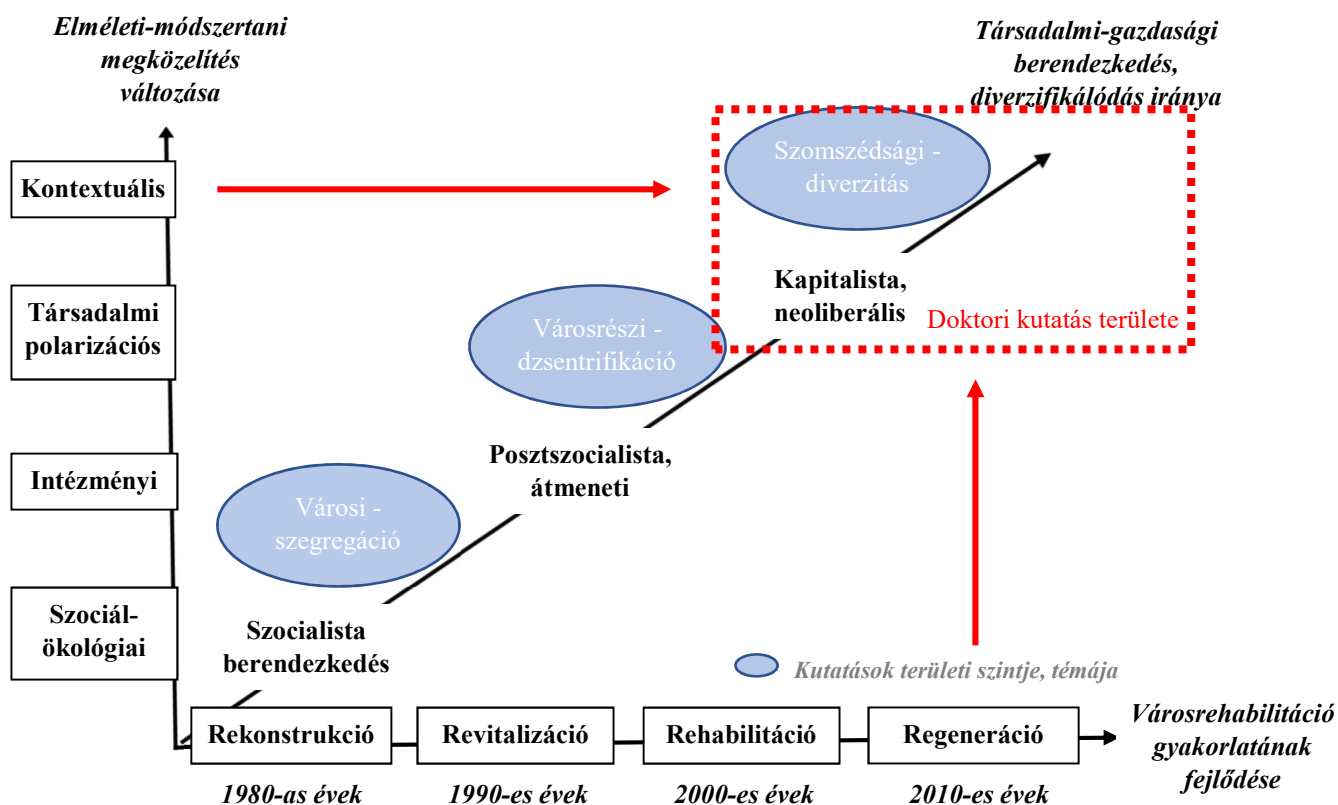 Elméleti-módszertani
megközelítés
változása
Társadalmi-gazdasági
berendezkedés,
diverzifikálódás iránya
Kontextuális
Szomszédsági -
diverzitás
Társadalmi
polarizációs
Városrészi -
dzsentrifikáció
Kapitalista,
neoliberális
Doktori kutatás területe
Intézményi
Posztszocialista,
átmeneti
Városi -
szegregáció
Szociál-
ökológiai
Szocialista
berendezkedés
Kutatások területi szintje, témája
Rekonstrukció
Revitalizáció
Rehabilitáció
Regeneráció
Városrehabilitáció
gyakorlatának
fejlődése
1980-as évek
1990-es évek
2000-es évek
2010-es évek